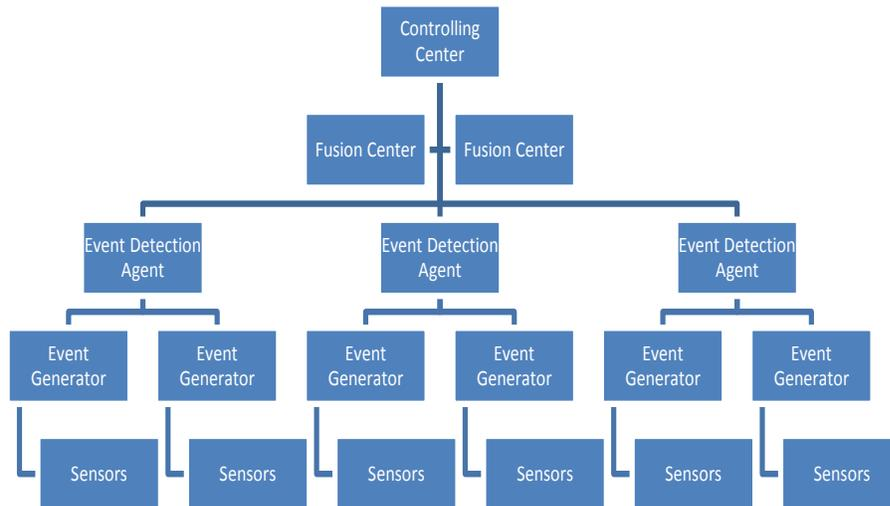 Controlling
Center
Fusion Center
Fusion Center
Event Detection
Agent
Event Detection
Agent
Event Detection
Agent
Event
Generator
Event
Generator
Event
Generator
Event
Generator
Event
Generator
Event
Generator
Sensors
Sensors
Sensors
Sensors
Sensors
Sensors